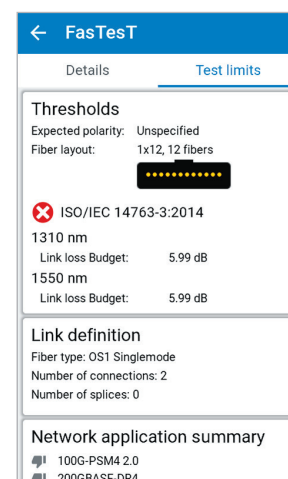 FasTesT
Details
Test limits
Thresholds
Expected polarity: Unspecified
Fiber layout: 1x12, 12 fibers
ISO/IEC 14763-3:2014
1310 nm
Link loss Budget: 5.99 dB
1550 nm
Link loss Budget: 5.99 dB
Link definition
Fiber type: OS1 Singlemode
Number of connections: 2
Number of splices: 0
Network application summary
100G-PSM4 2.0
200GBASE-DR4